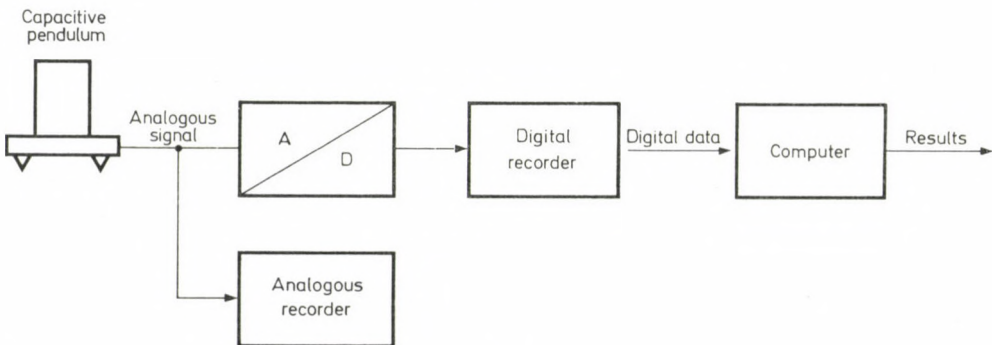 Capacitive
pendulum
Analogous
signal
A
D
Digital
recorder
Digital data
Computer
Results
Analogous
recorder